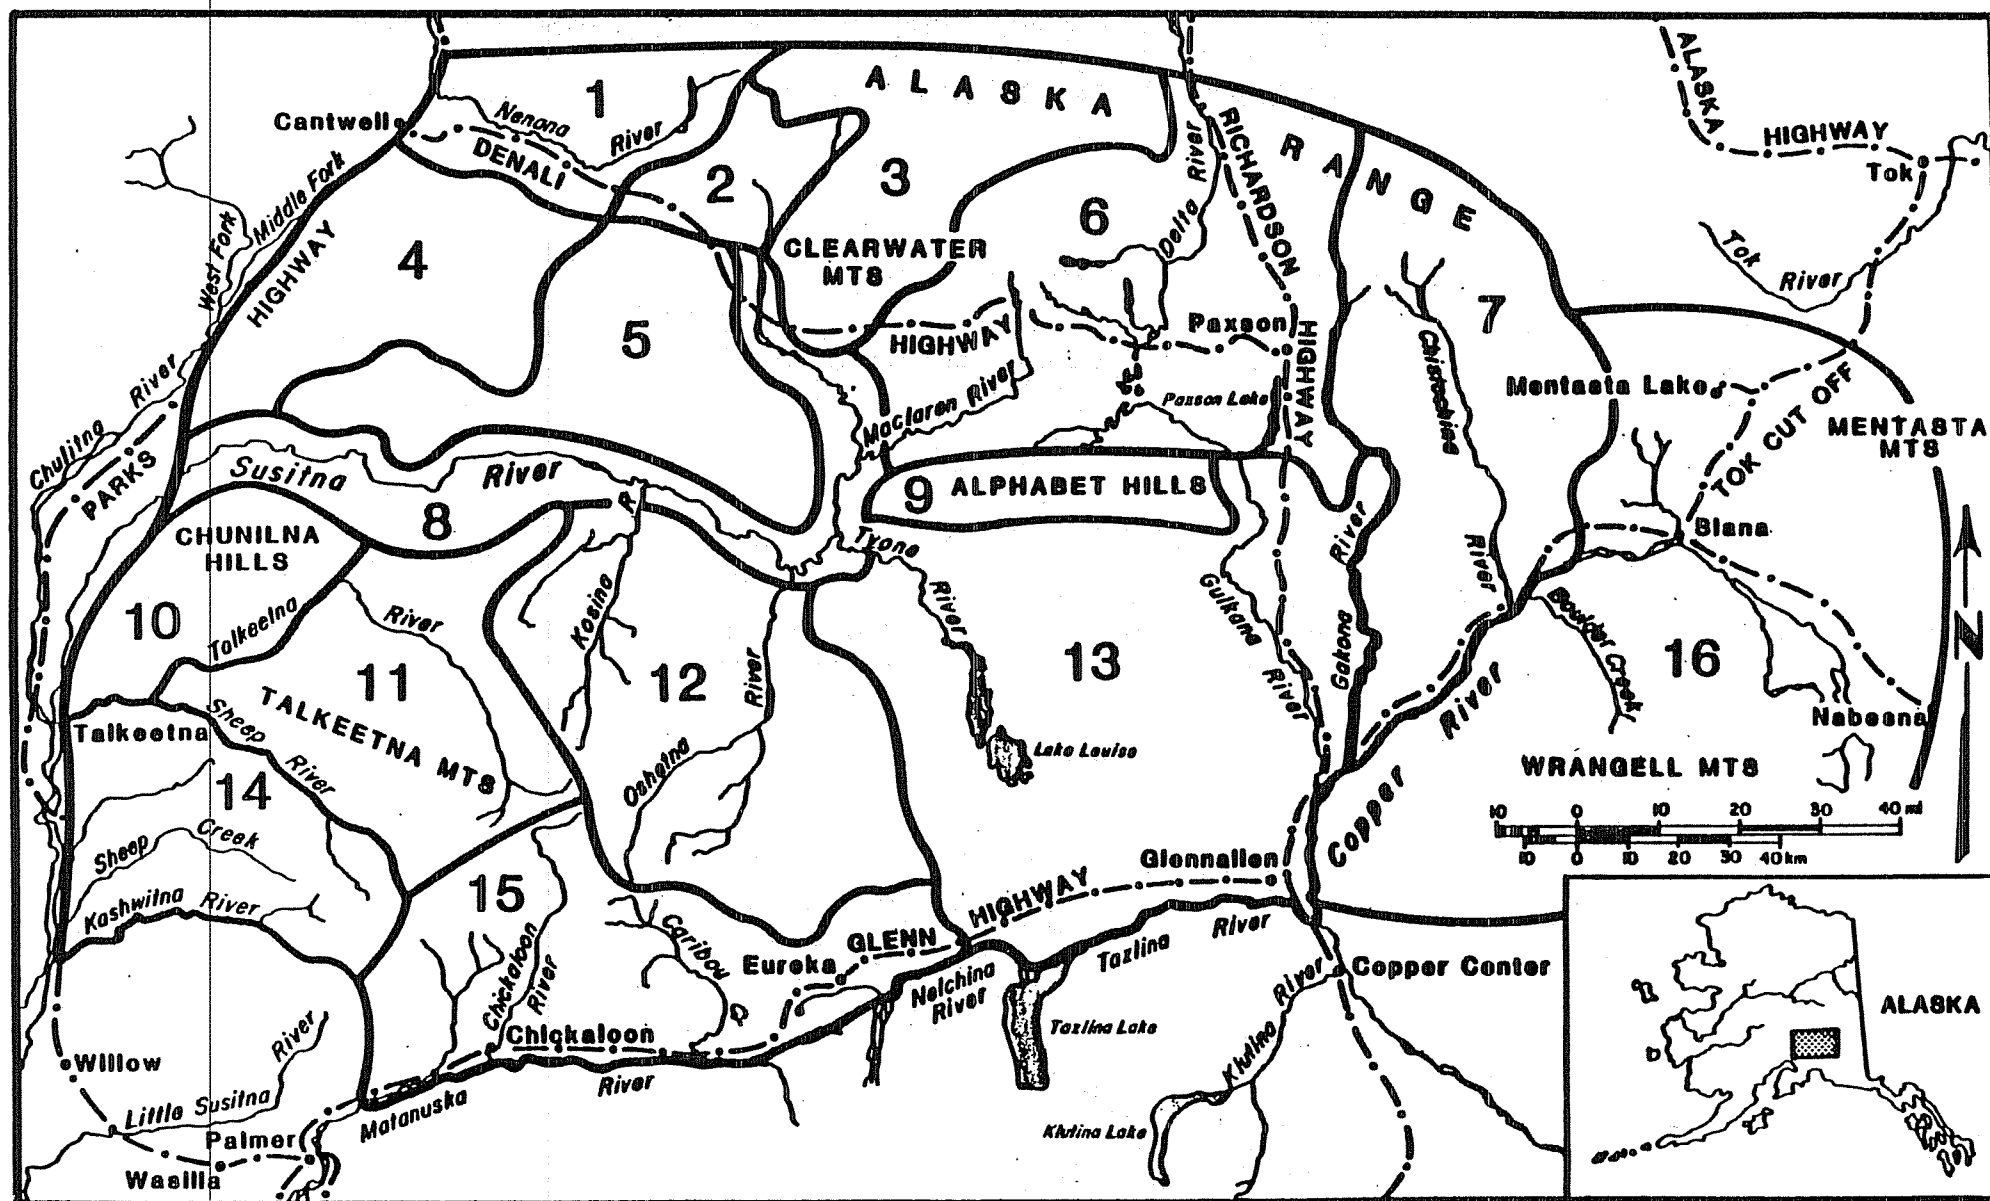 ALASKA
RANGE
1
Cantwell
Nenana
River
DENALI
2
3
CLEARWATER
MTS
4
5
6
Delta
River
RICHARDSON
HIGHWAY
ALASKA
HIGHWAY
Tok
Tok
River
West Fork
Middle Fork
HIGHWAY
PARKS
Chulitna
River
HIGHWAY
Maclaren River
Paxson
Paxson Lake
7
Chistochina
River
Mentasta Lake
TOK CUT OFF
MENTASTA
MTS
Susitna
River
8
9
ALPHABET HILLS
Slana
CHUNILNA
HILLS
10
Talkeetna
River
11
TALKEETNA MTS
Kosina
R
12
Oshetna
River
Tyone
River
13
Lake Louise
Gulkana
River
Gakona
River
Copper
River
Boulder Creek
16
Nabesna
WRANGELL MTS
N
Talkeetna
Sheep
River
14
Sheep
Creek
Kashwitna River
15
Chickaloon
River
Caribou
C
Eureka
GLENN
HIGHWAY
Glennallen
Nelchina
River
Tazlina
River
Tazlina Lake
Copper Center
Klutina
River
Klutina Lake
Chickaloon
Matanuska
River
Willow
Little Susitna
River
Palmer
Wasilla
10 0 10 20 30 40 mi
10 0 10 20 30 40 km
ALASKA